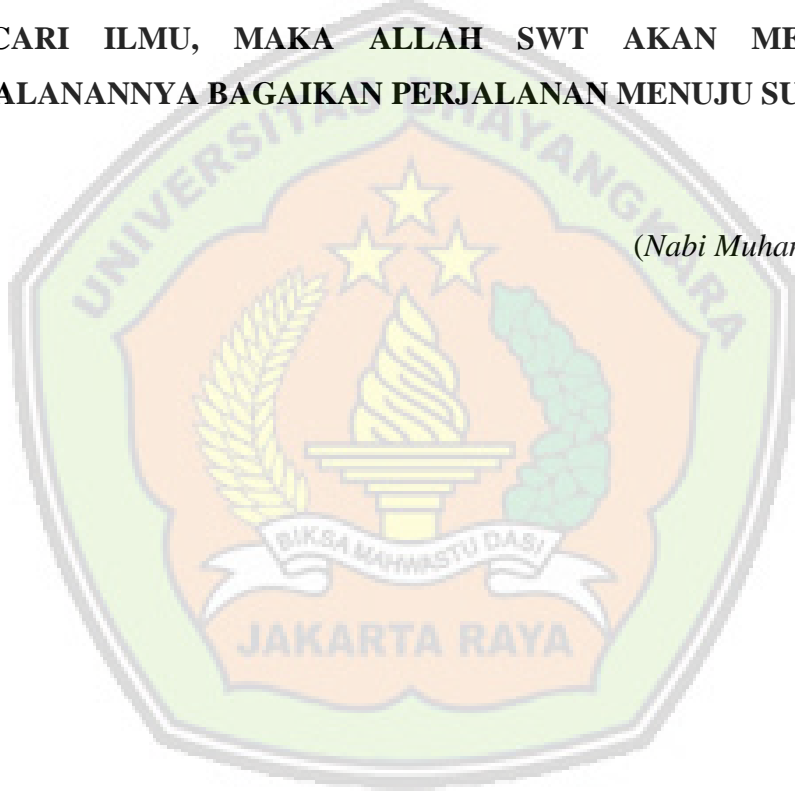 CARI ILMU, MAKA ALLAH SWT AKAN ME
ALANANNYA BAGAIKAN PERJALANAN MENUJU SU
(Nabi Muhar
UNIVERSITAS BHAYANGKARA
BIKSA MAHWASTU DASI
JAKARTA RAYA